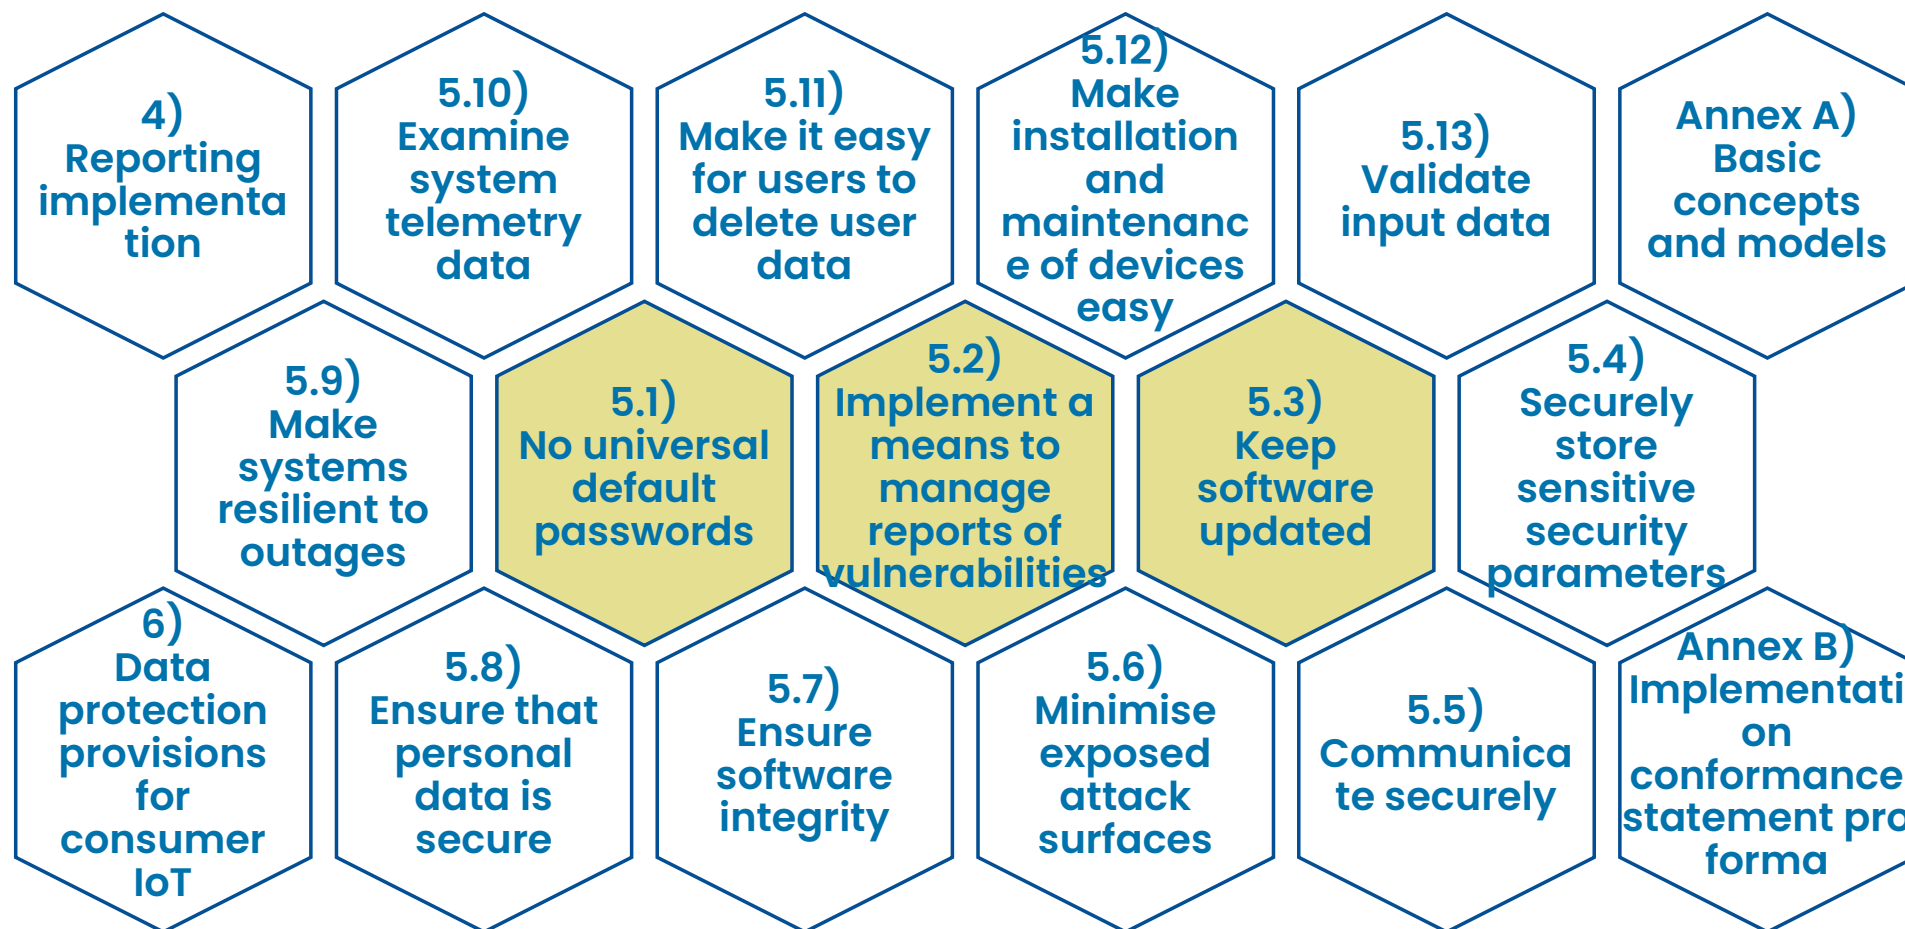 4)
Reporting
implementa
tion
5.10)
Examine
system
telemetry
data
5.11)
Make it easy
for users to
delete user
data
5.12)
Make
installation
and
maintenanc
e of devices
easy
5.13)
Validate
input data
Annex A)
Basic
concepts
and models
5.9)
Make
systems
resilient to
outages
5.1)
No universal
default
passwords
5.2)
Implement a
means to
manage
reports of
vulnerabilities
5.3)
Keep
software
updated
5.4)
Securely
store
sensitive
security
parameters
6)
Data
protection
provisions
for
consumer
IoT
5.8)
Ensure that
personal
data is
secure
5.7)
Ensure
software
integrity
5.6)
Minimise
exposed
attack
surfaces
5.5)
Communica
te securely
Annex B)
Implementati
on
conformance
statement pro
forma